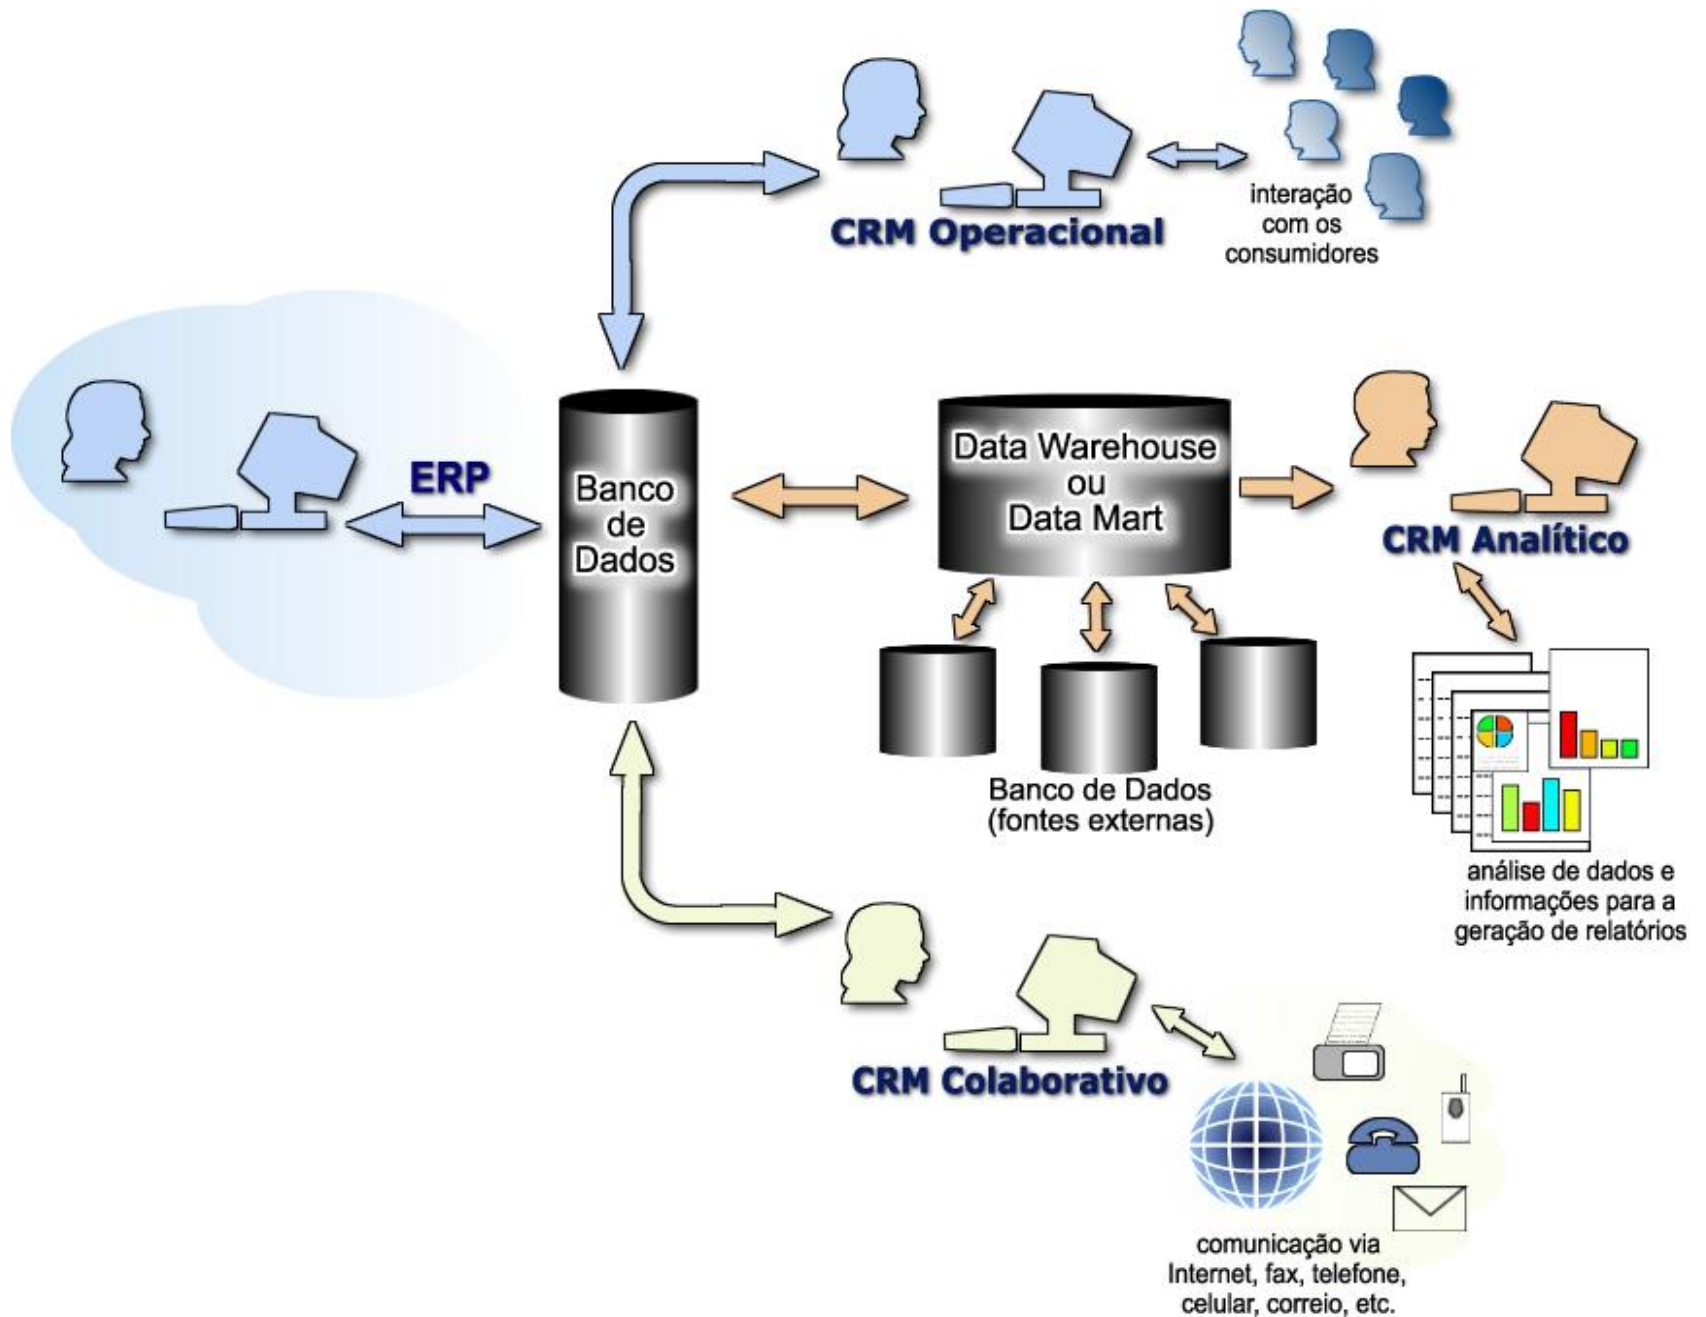 CRM Operacional
interação
com os
consumidores
ERP
Banco
de
Dados
Data Warehouse
ou
Data Mart
CRM Analítico
Banco de Dados
(fontes externas)
análise de dados e
informações para a
geração de relatórios
CRM Colaborativo
comunicação via
Internet, fax, telefone,
celular, correio, etc.